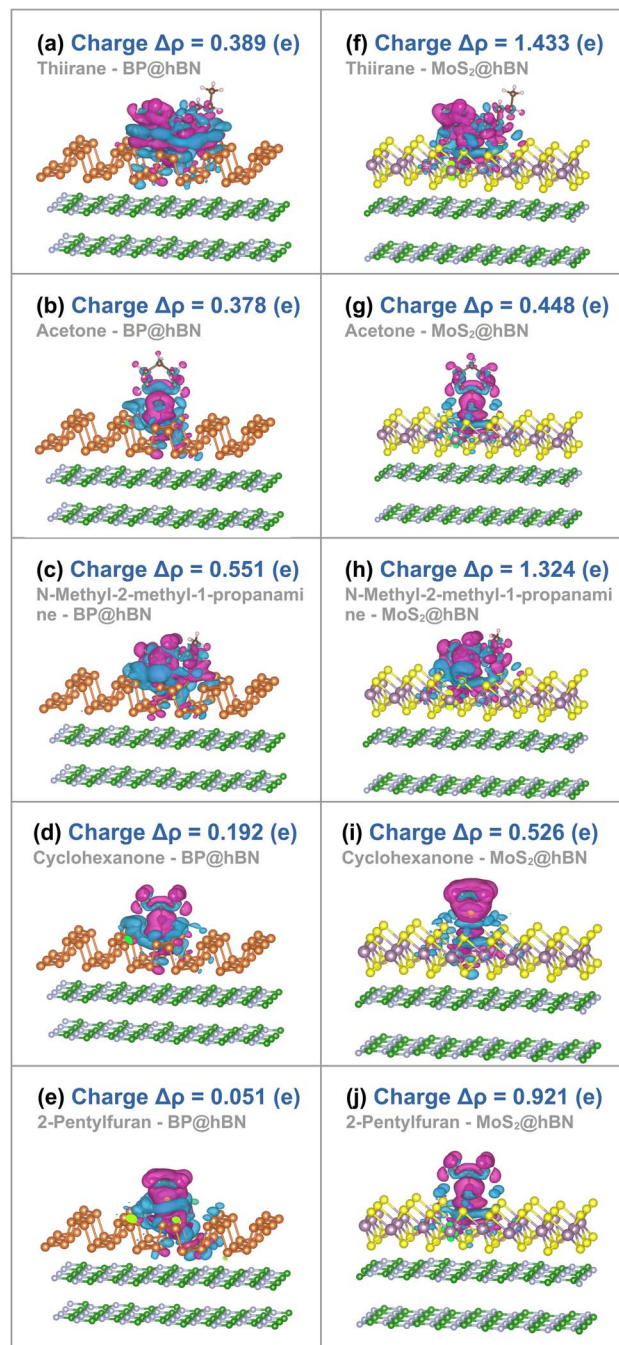 (a) Charge Δρ = 0.389 (e)
Thiirane - BP@hBN
(f) Charge Δρ = 1.433 (e)
Thiirane - MoS₂@hBN
(b) Charge Δρ = 0.378 (e)
Acetone - BP@hBN
(g) Charge Δρ = 0.448 (e)
Acetone - MoS₂@hBN
(c) Charge Δρ = 0.551 (e)
N-Methyl-2-methyl-1-propanami
ne - BP@hBN
(h) Charge Δρ = 1.324 (e)
N-Methyl-2-methyl-1-propanami
ne - MoS₂@hBN
(d) Charge Δρ = 0.192 (e)
Cyclohexanone - BP@hBN
(i) Charge Δρ = 0.526 (e)
Cyclohexanone - MoS₂@hBN
(e) Charge Δρ = 0.051 (e)
2-Pentylfuran - BP@hBN
(j) Charge Δρ = 0.921 (e)
2-Pentylfuran - MoS₂@hBN